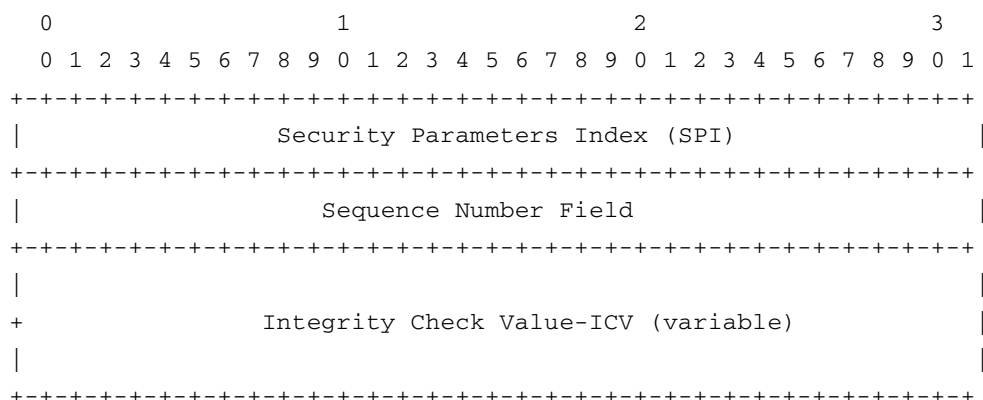 0                   1                   2                   3
0 1 2 3 4 5 6 7 8 9 0 1 2 3 4 5 6 7 8 9 0 1 2 3 4 5 6 7 8 9 0 1
+-+-+-+-+-+-+-+-+-+-+-+-+-+-+-+-+-+-+-+-+-+-+-+-+-+-+-+-+-+-+-+-+
|                 Security Parameters Index (SPI)                |
+-+-+-+-+-+-+-+-+-+-+-+-+-+-+-+-+-+-+-+-+-+-+-+-+-+-+-+-+-+-+-+-+
|                    Sequence Number Field                       |
+-+-+-+-+-+-+-+-+-+-+-+-+-+-+-+-+-+-+-+-+-+-+-+-+-+-+-+-+-+-+-+-+
|                                                                |
+                Integrity Check Value-ICV (variable)            |
|                                                                |
+-+-+-+-+-+-+-+-+-+-+-+-+-+-+-+-+-+-+-+-+-+-+-+-+-+-+-+-+-+-+-+-+